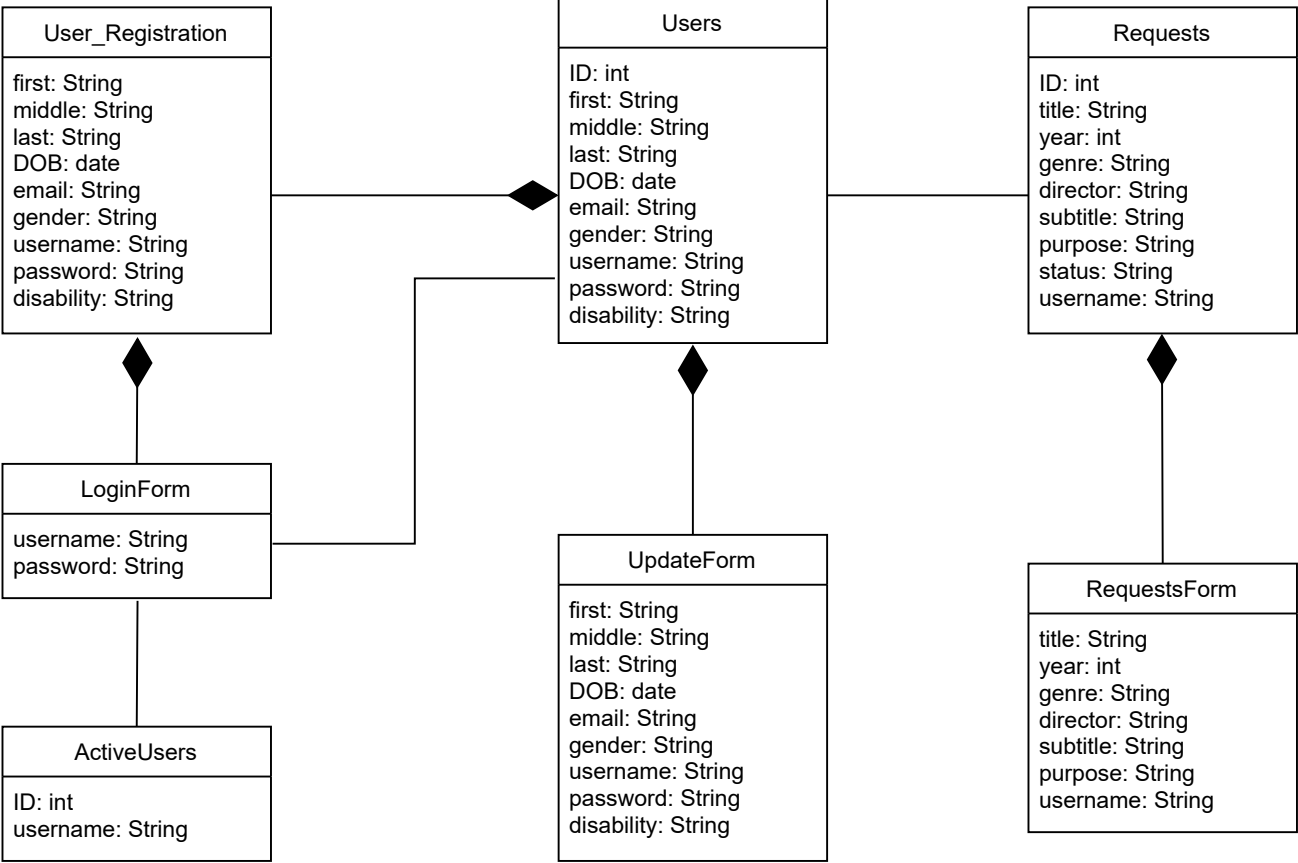 User_Registration
first: String
middle: String
last: String
DOB: date
email: String
gender: String
username: String
password: String
disability: String
Users
ID: int
first: String
middle: String
last: String
DOB: date
email: String
gender: String
username: String
password: String
disability: String
Requests
ID: int
title: String
year: int
genre: String
director: String
subtitle: String
purpose: String
status: String
username: String
LoginForm
username: String
password: String
UpdateForm
first: String
middle: String
last: String
DOB: date
email: String
gender: String
username: String
password: String
disability: String
RequestsForm
title: String
year: int
genre: String
director: String
subtitle: String
purpose: String
username: String
ActiveUsers
ID: int
username: String